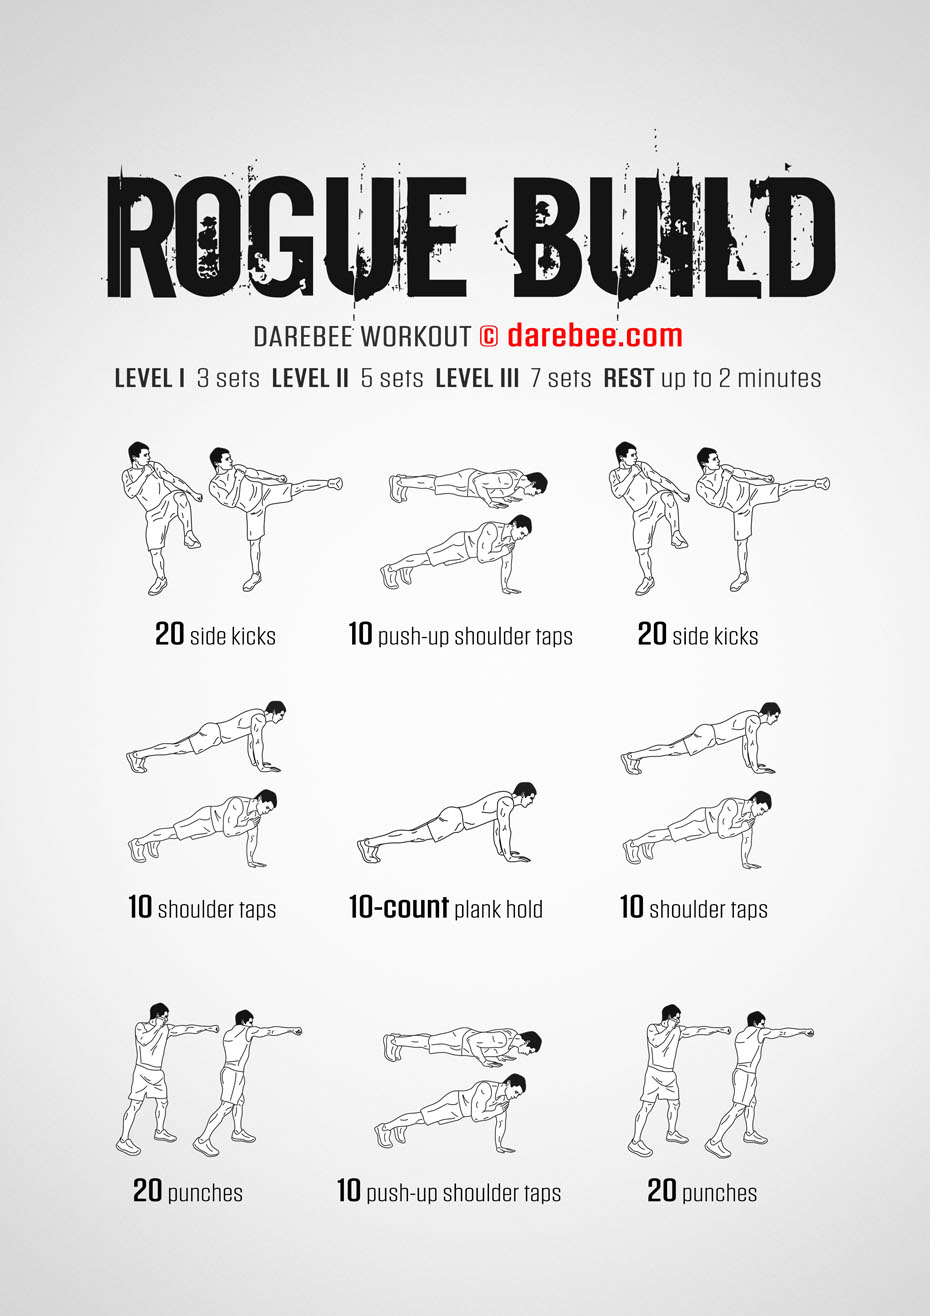 ROGUE BUILD
DAREBEE WORKOUT © darebee.com
LEVEL I 3 sets LEVEL II 5 sets LEVEL III 7 sets REST up to 2 minutes
20 side kicks
10 push-up shoulder taps
20 side kicks
10 shoulder taps
10-count plank hold
10 shoulder taps
20 punches
10 push-up shoulder taps
20 punches